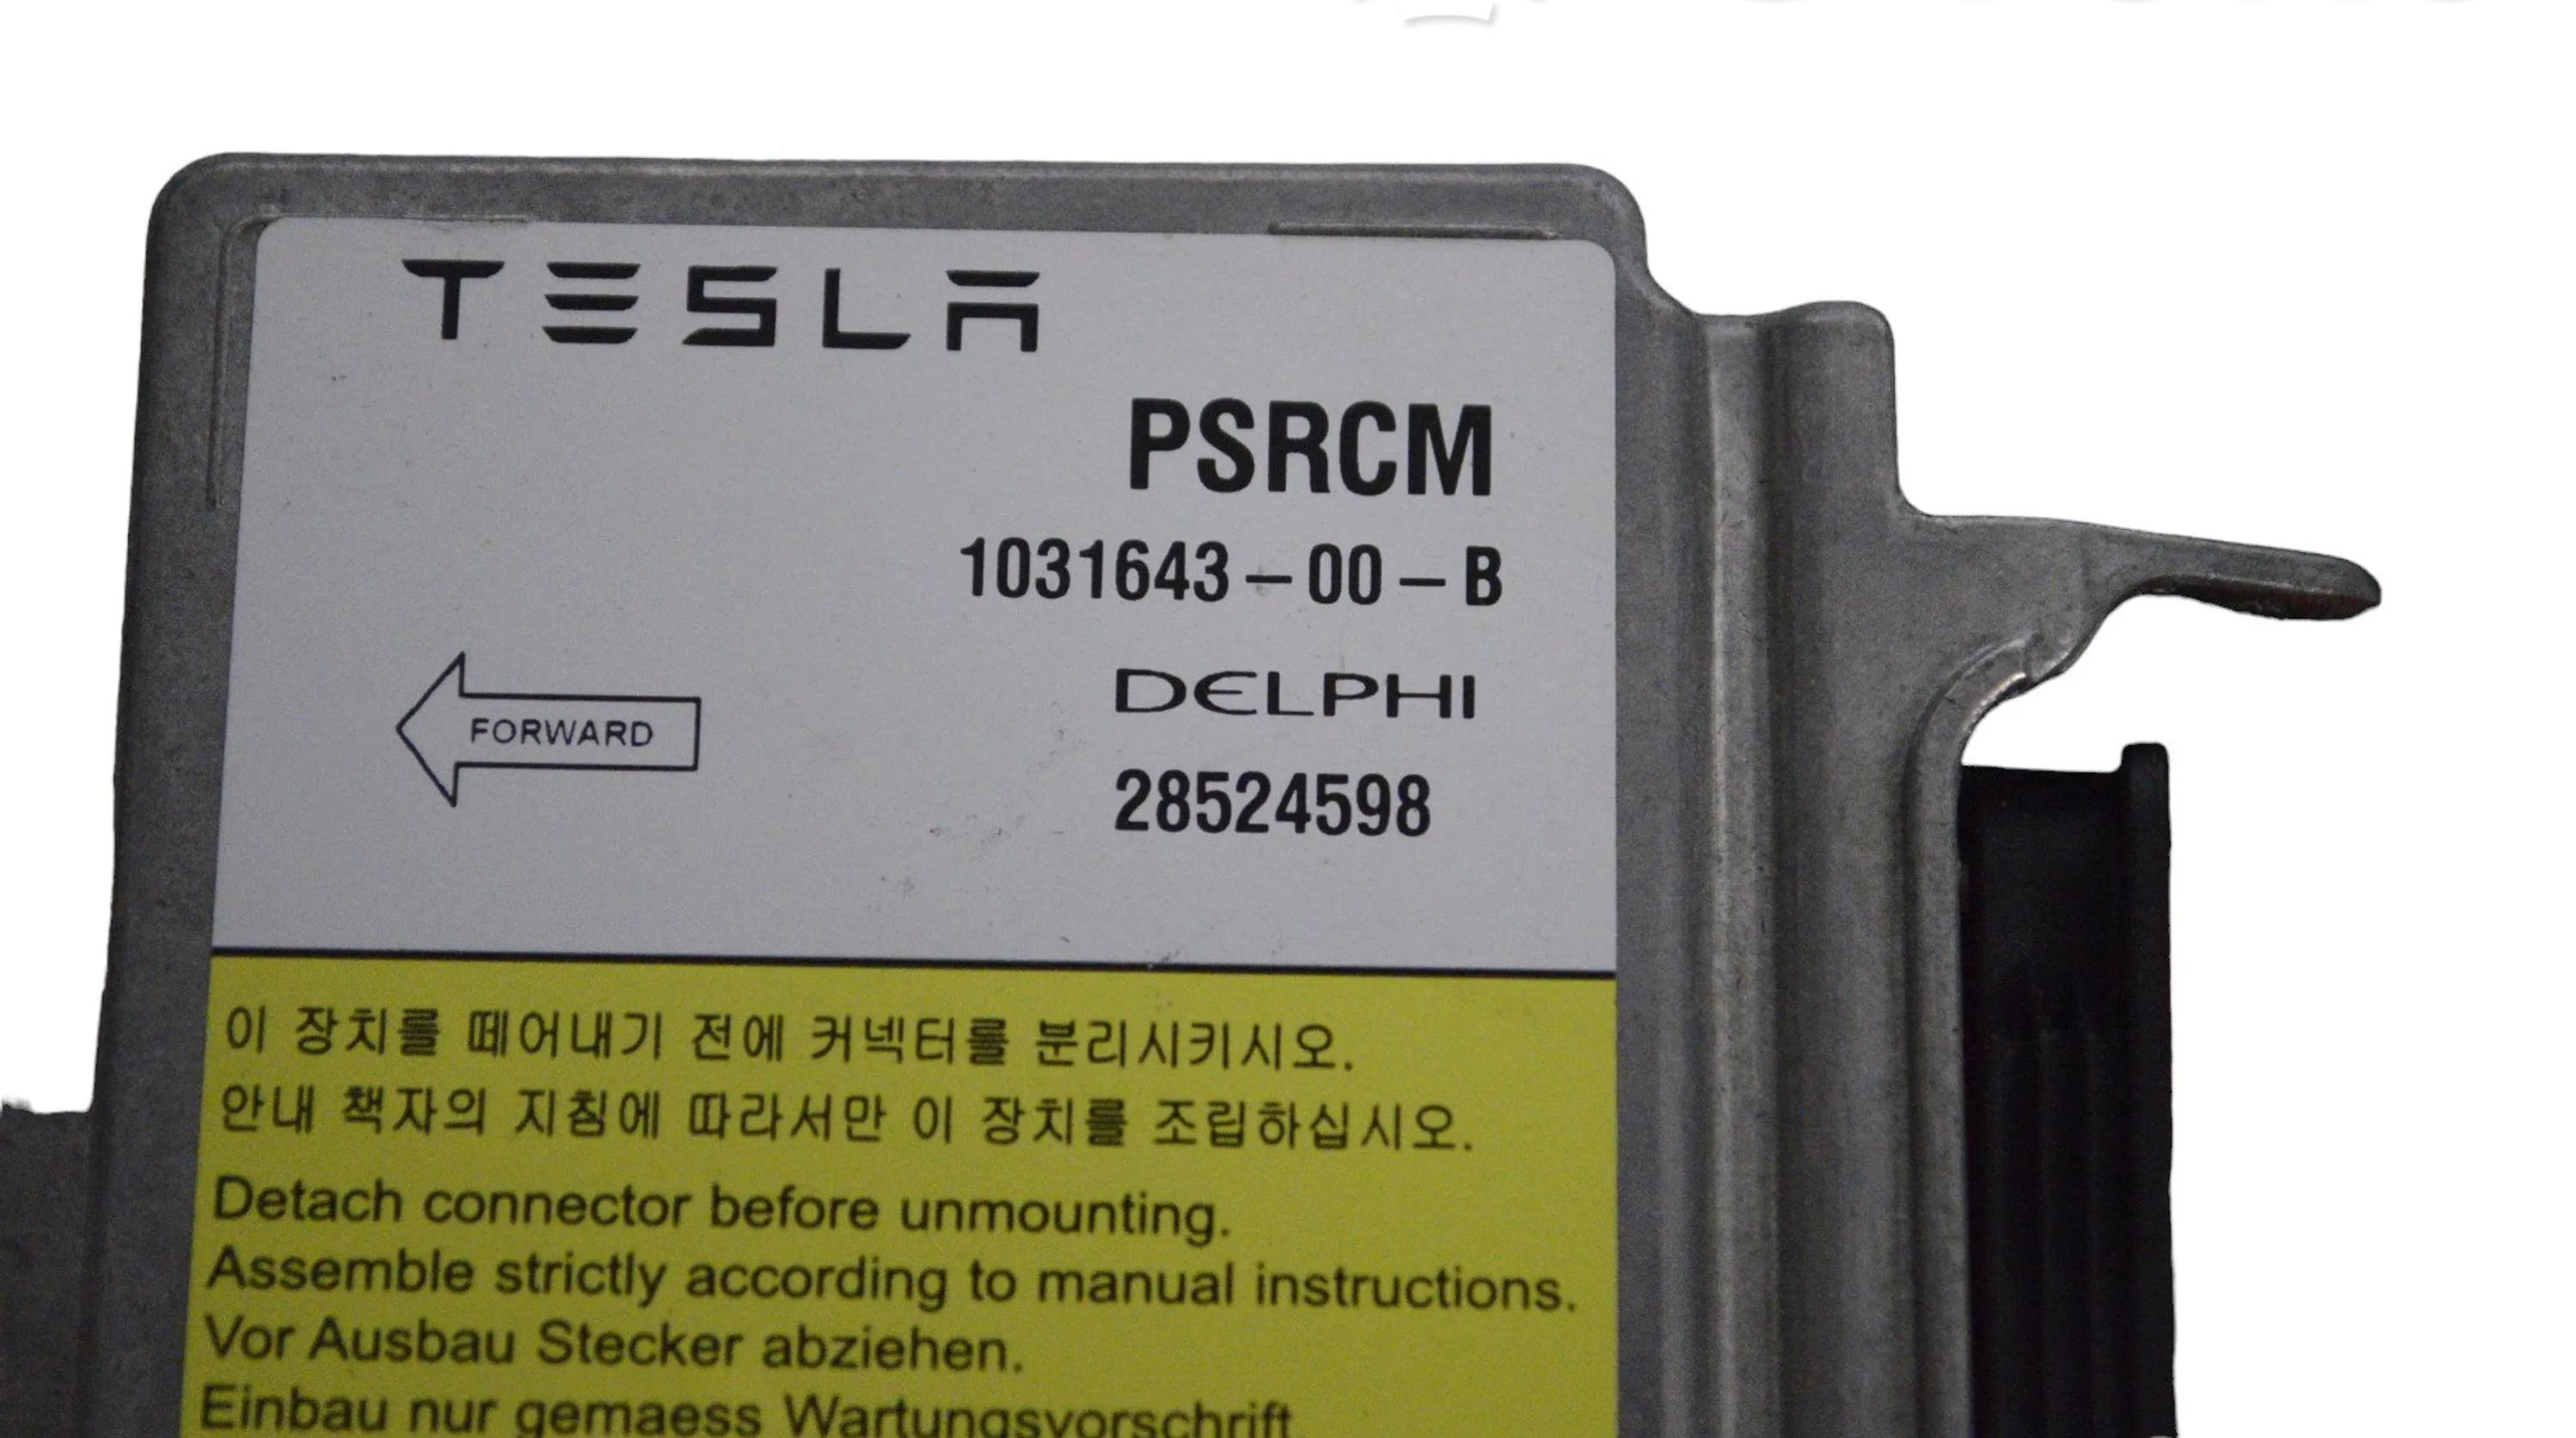 TESLA
PSRCM
1031643-00-B
DELPHI
FORWARD
28524598
이 장치를 떼어내기 전에 커넥터를 분리시키시오.
안내 책자의 지침에 따라서만 이 장치를 조립하십시오.
Detach connector before unmounting.
Assemble strictly according to manual instructions.
Vor Ausbau Stecker abziehen.
Einbau nur gemaess Wartungsvorschrift